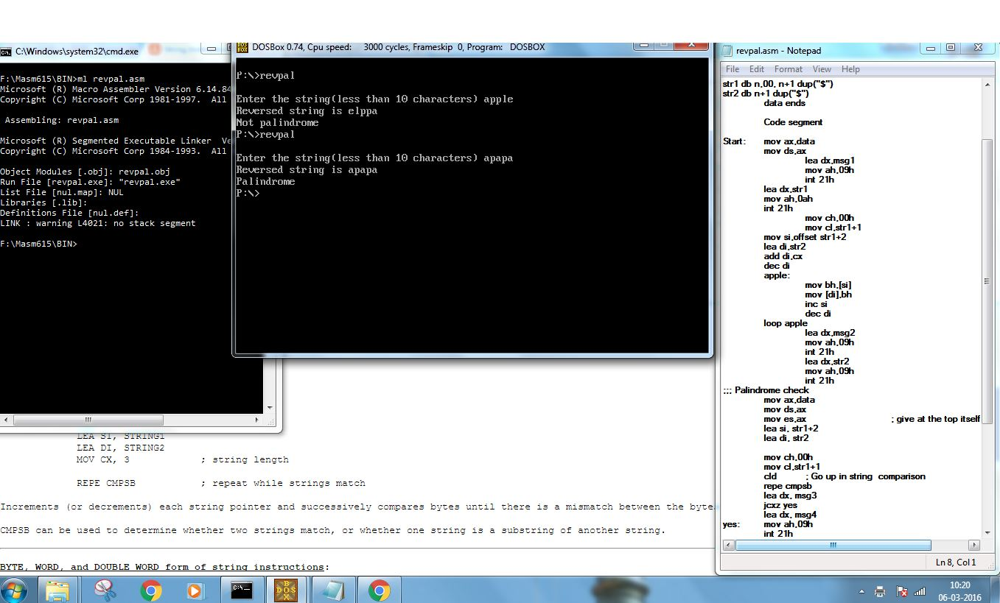 C:\Windows\system32\cmd.exe
F:\Masm615\BIN>ml revpal.asm
Microsoft (R) Macro Assembler Version 6.14.84
Copyright (C) Microsoft Corp 1981-1997.  All
Assembling: revpal.asm
Microsoft (R) Segmented Executable Linker  Ve
Copyright (C) Microsoft Corp 1984-1993.  All
Object Modules [.obj]: revpal.obj
Run File [revpal.exe]: "revpal.exe"
List File [nul.map]: NUL
Libraries [.lib]:
Definitions File [nul.def]:
LINK : warning L4021: no stack segment
F:\Masm615\BIN>
DOSBox 0.74, Cpu speed:    3000 cycles, Frameskip  0, Program:   DOSBOX
P:\>revpal
Enter the string(less than 10 characters) apple
Reversed string is elppa
Not palindrome
P:\>revpal
Enter the string(less than 10 characters) apapa
Reversed string is apapa
Palindrome
P:\>
revpal.asm - Notepad
File Edit Format View Help
str1 db n,00, n+1 dup("$")
str2 db n+1 dup("$")
data ends
Code segment
Start: mov ax,data
mov ds,ax
lea dx,msg1
mov ah,09h
int 21h
lea dx,str1
mov ah,0ah
int 21h
mov ch,00h
mov cl,str1+1
mov si,offset str1+2
lea di,str2
add di,cx
dec di
apple:
mov bh,[si]
mov [di],bh
inc si
dec di
loop apple
lea dx,msg2
mov ah,09h
int 21h
lea dx,str2
mov ah,09h
int 21h
;;; Palindrome check
mov ax,data
mov ds,ax
mov es,ax ; give at the top itself
lea si, str1+2
lea di, str2
mov ch,00h
mov cl,str1+1
cld ; Go up in string  comparison
repe cmpsb
lea dx, msg3
jcxz yes
lea dx, msg4
yes: mov ah,09h
int 21h
Ln 8, Col 1
LEA SI, STRING1
LEA DI, STRING2
MOV CX, 3 ; string length
REPE CMPSB ; repeat while strings match
Increments (or decrements) each string pointer and successively compares bytes until there is a mismatch between the byte
CMPSB can be used to determine whether two strings match, or whether one string is a substring of another string.
BYTE, WORD, and DOUBLE WORD form of string instructions:
10:20
06-03-2016